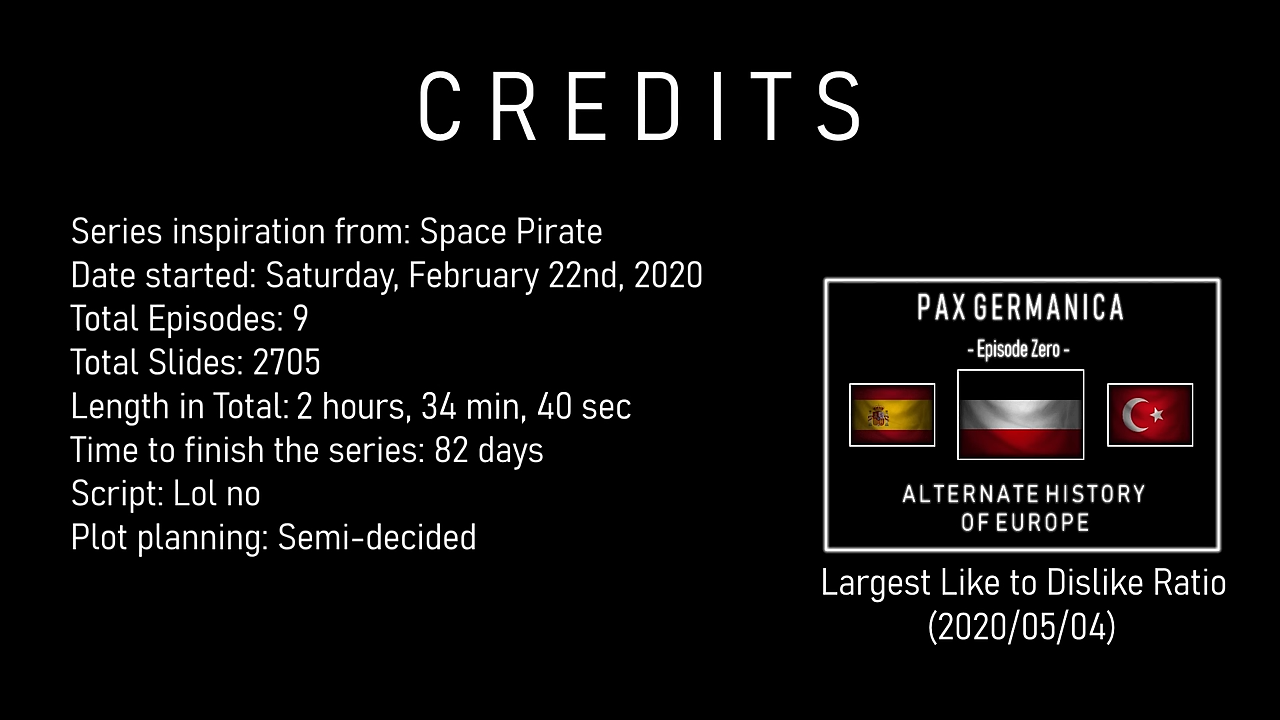 CREDITS
Series inspiration from: Space Pirate
Date started: Saturday, February 22nd, 2020
Total Episodes: 9
Total Slides: 2705
Length in Total: 2 hours, 34 min, 40 sec
Time to finish the series: 82 days
Script: Lol no
Plot planning: Semi-decided
PAX GERMANICA
- Episode Zero -
ALTERNATE HISTORY
OF EUROPE
Largest Like to Dislike Ratio
(2020/05/04)